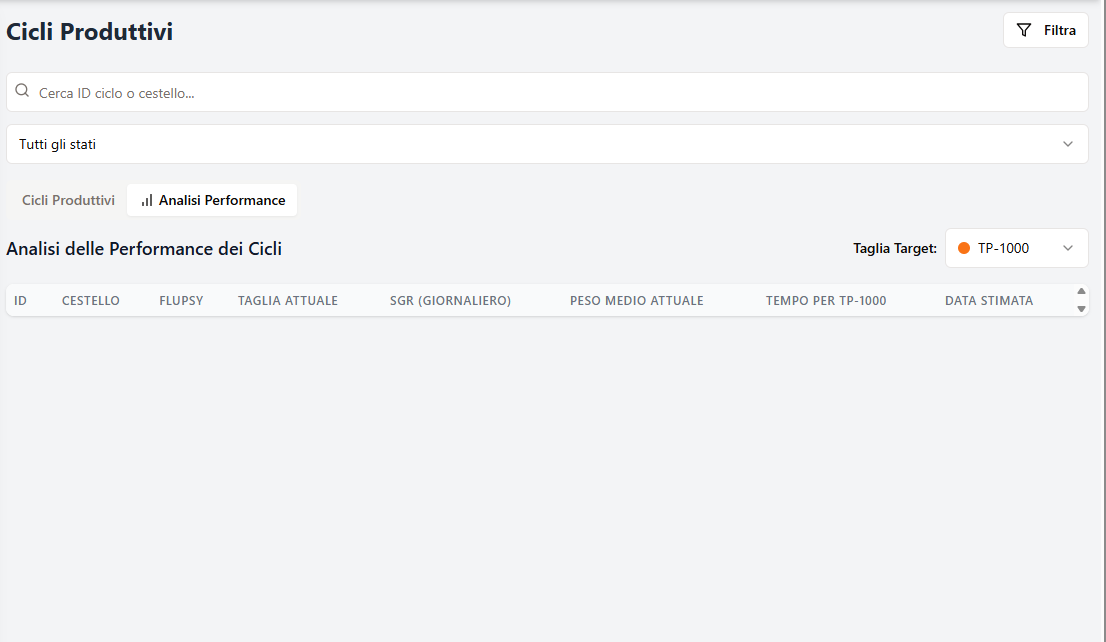 Cicli Produttivi
Filtra
Cerca ID ciclo o cestello...
Tutti gli stati
Cicli Produttivi Analisi Performance
Analisi delle Performance dei Cicli
Taglia Target: TP-1000
ID CESTELLO FLUPSY TAGLIA ATTUALE SGR (GIORNALIERO) PESO MEDIO ATTUALE TEMPO PER TP-1000 DATA STIMATA